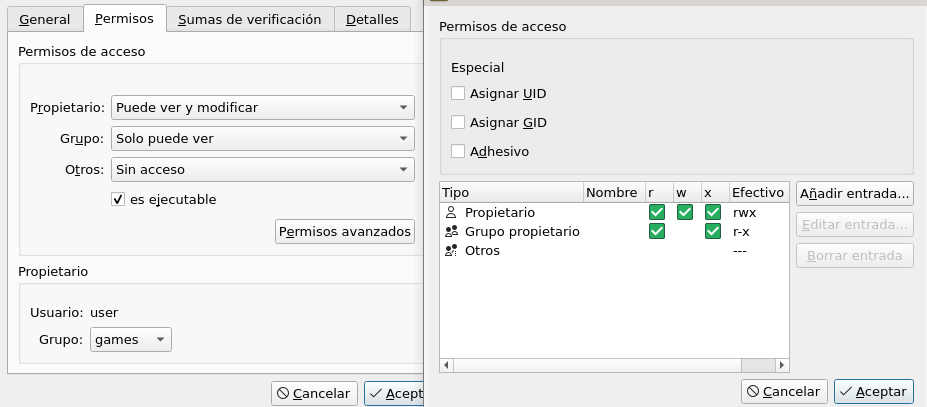 General Permisos Sumas de verificación Detalles
Permisos de acceso
Propietario: Puede ver y modificar
Grupo: Solo puede ver
Otros: Sin acceso
es ejecutable
Permisos avanzados
Propietario
Usuario: user
Grupo: games
Cancelar
Permisos de acceso
Especial
Asignar UID
Asignar GID
Adhesivo
Tipo Nombre r w x Efectivo
Propietario rwx
Grupo propietario r-x
Otros ---
Añadir entrada...
Editar entrada...
Borrar entrada
Cancelar Aceptar